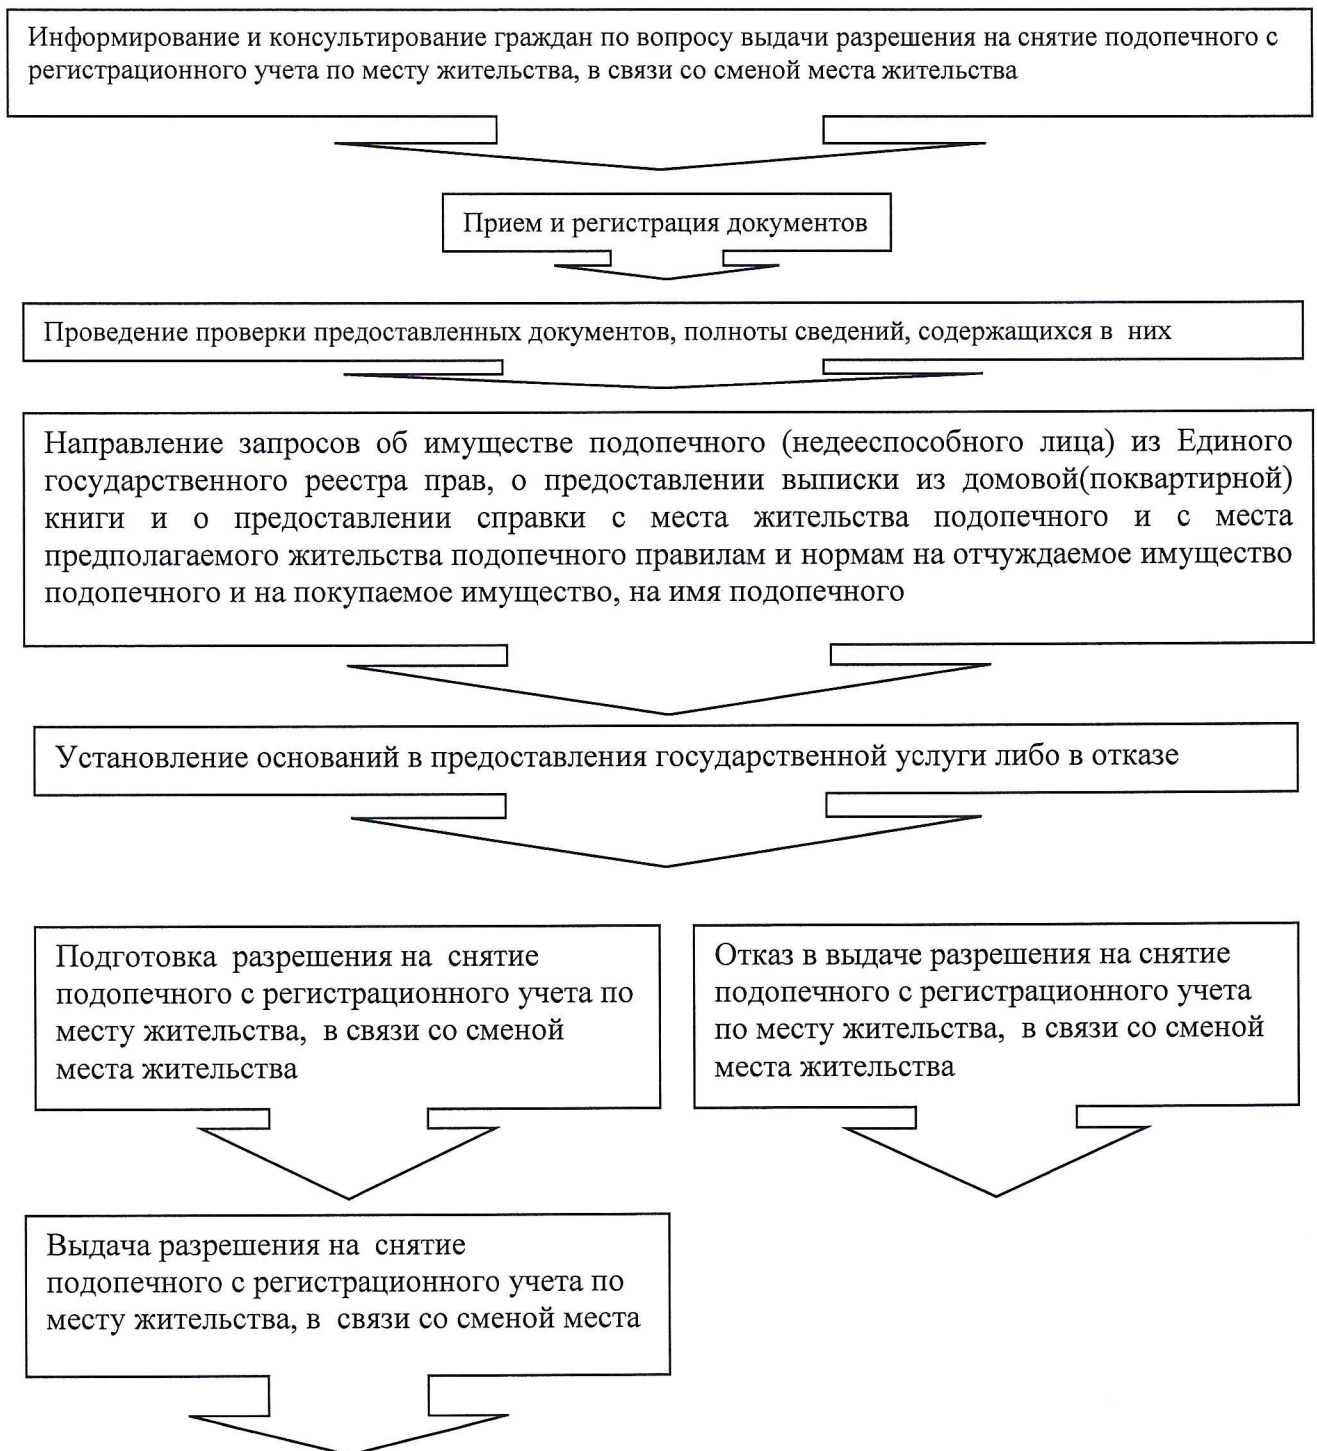 Информирование и консультирование граждан по вопросу выдачи разрешения на снятие подопечного с
регистрационного учета по месту жительства, в связи со сменой места жительства
Прием и регистрация документов
Проведение проверки предоставленных документов, полноты сведений, содержащихся в них
Направление запросов об имуществе подопечного (недееспособного лица) из Единого
государственного реестра прав, о предоставлении выписки из домовой(поквартирной)
книги и о предоставлении справки с места жительства подопечного и с места
предполагаемого жительства подопечного правилам и нормам на отчуждаемое имущество
подопечного и на покупаемое имущество, на имя подопечного
Установление оснований в предоставления государственной услуги либо в отказе
Подготовка разрешения на снятие
подопечного с регистрационного учета по
месту жительства, в связи со сменой
места жительства
Отказ в выдаче разрешения на снятие
подопечного с регистрационного учета
по месту жительства, в связи со сменой
места жительства
Выдача разрешения на снятие
подопечного с регистрационного учета по
месту жительства, в связи со сменой места